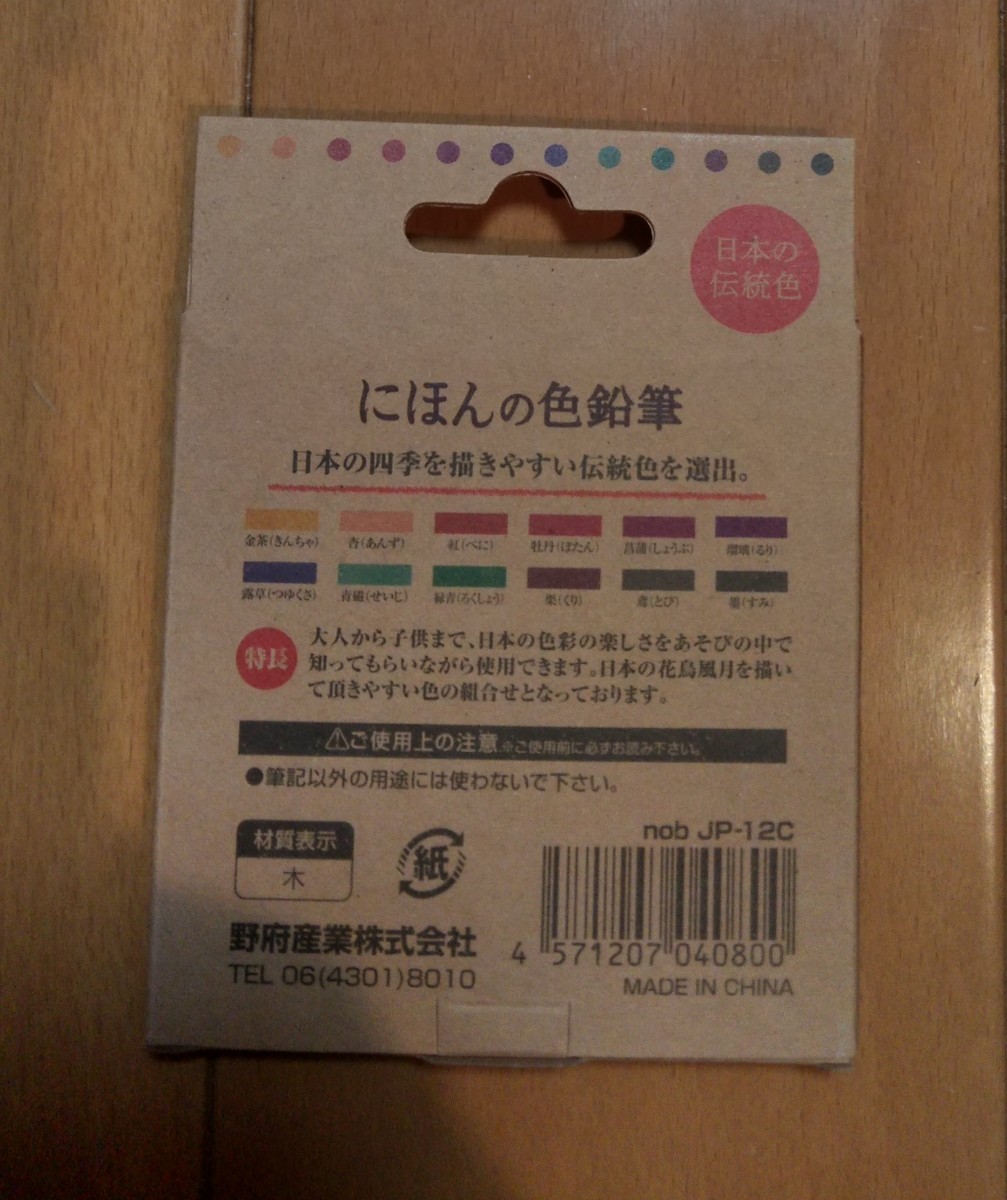 日本の
伝統色
にほんの色鉛筆
日本の四季を描きやすい伝統色を選出。
金茶(きんちゃ) 杏(あんず) 紅(べに) 牡丹(ぼたん) 菖蒲(しょうぶ) 瑠璃(るり)
露草(つゆくさ) 青磁(せいじ) 緑青(ろくしょう) 栗(くり) 鳶(とび) 墨(すみ)
特長
大人から子供まで、日本の色彩の楽しさをあそびの中で
知ってもらいながら使用できます。日本の花鳥風月を描い
て頂きやすい色の組合せとなっております。
⚠ご使用上の注意 ※ご使用前に必ずお読み下さい。
●筆記以外の用途には使わないで下さい。
材質表示
木
紙
野府産業株式会社
TEL 06(4301)8010
nob JP-12C
4 571207 040800
MADE IN CHINA